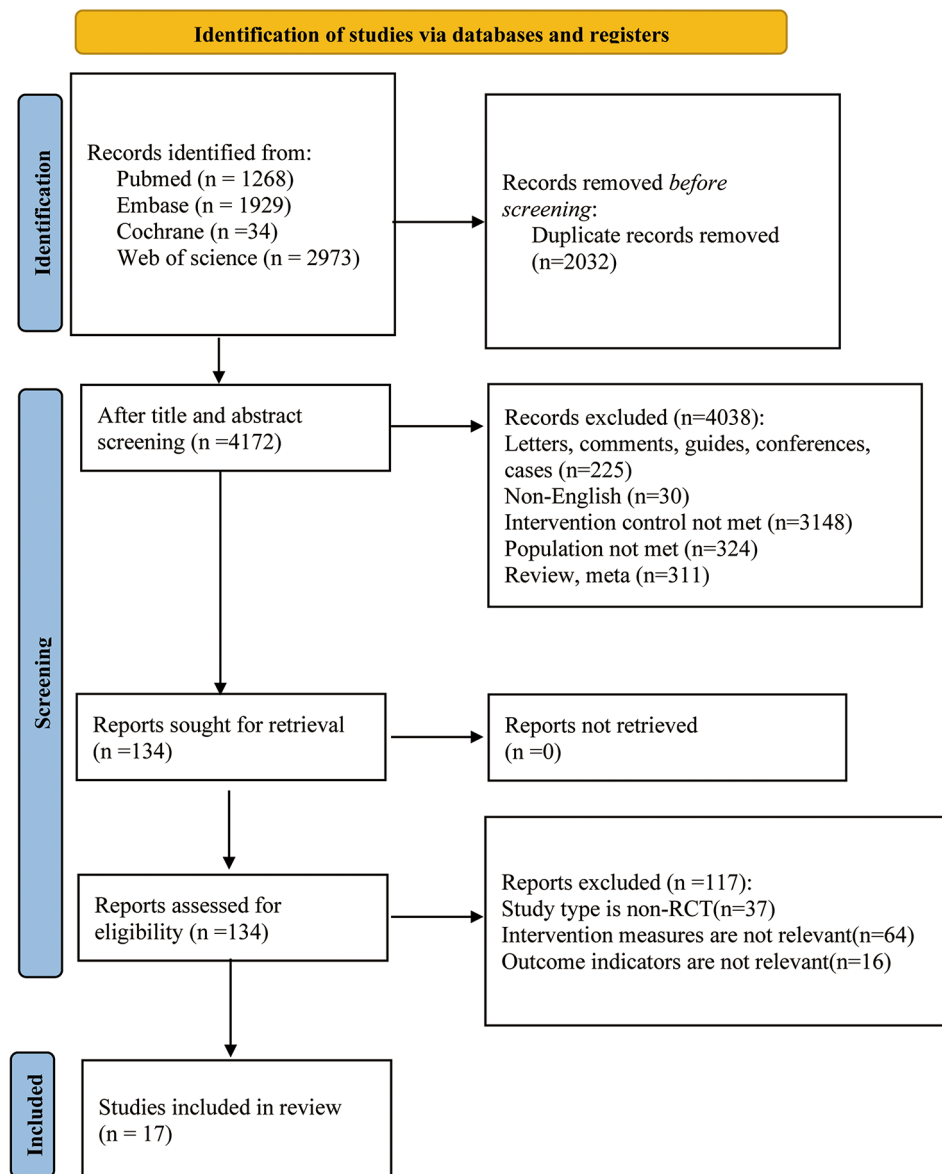 Identification of studies via databases and registers
Identification
Records identified from:
Pubmed (n = 1268)
Embase (n = 1929)
Cochrane (n =34)
Web of science (n = 2973)
Records removed before
screening:
Duplicate records removed
(n=2032)
Screening
After title and abstract
screening (n =4172)
Records excluded (n=4038):
Letters, comments, guides, conferences,
cases (n=225)
Non-English (n=30)
Intervention control not met (n=3148)
Population not met (n=324)
Review, meta (n=311)
Reports sought for retrieval
(n =134)
Reports not retrieved
(n =0)
Reports assessed for
eligibility (n =134)
Reports excluded (n =117):
Study type is non-RCT(n=37)
Intervention measures are not relevant(n=64)
Outcome indicators are not relevant(n=16)
Included
Studies included in review
(n = 17)